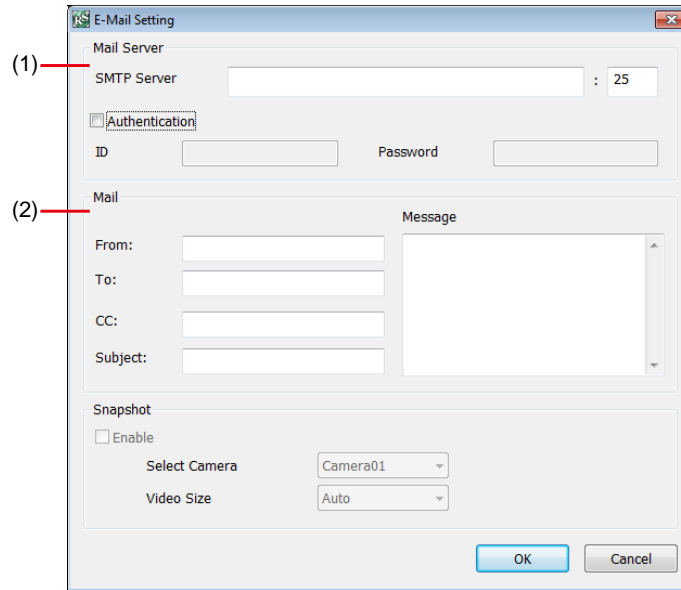 E-Mail Setting
Mail Server
(1)
SMTP Server : 25
Authentication
ID Password
(2)
Mail
Message
From:
To:
CC:
Subject:
Snapshot
Enable
Select Camera Camera01
Video Size Auto
OK Cancel